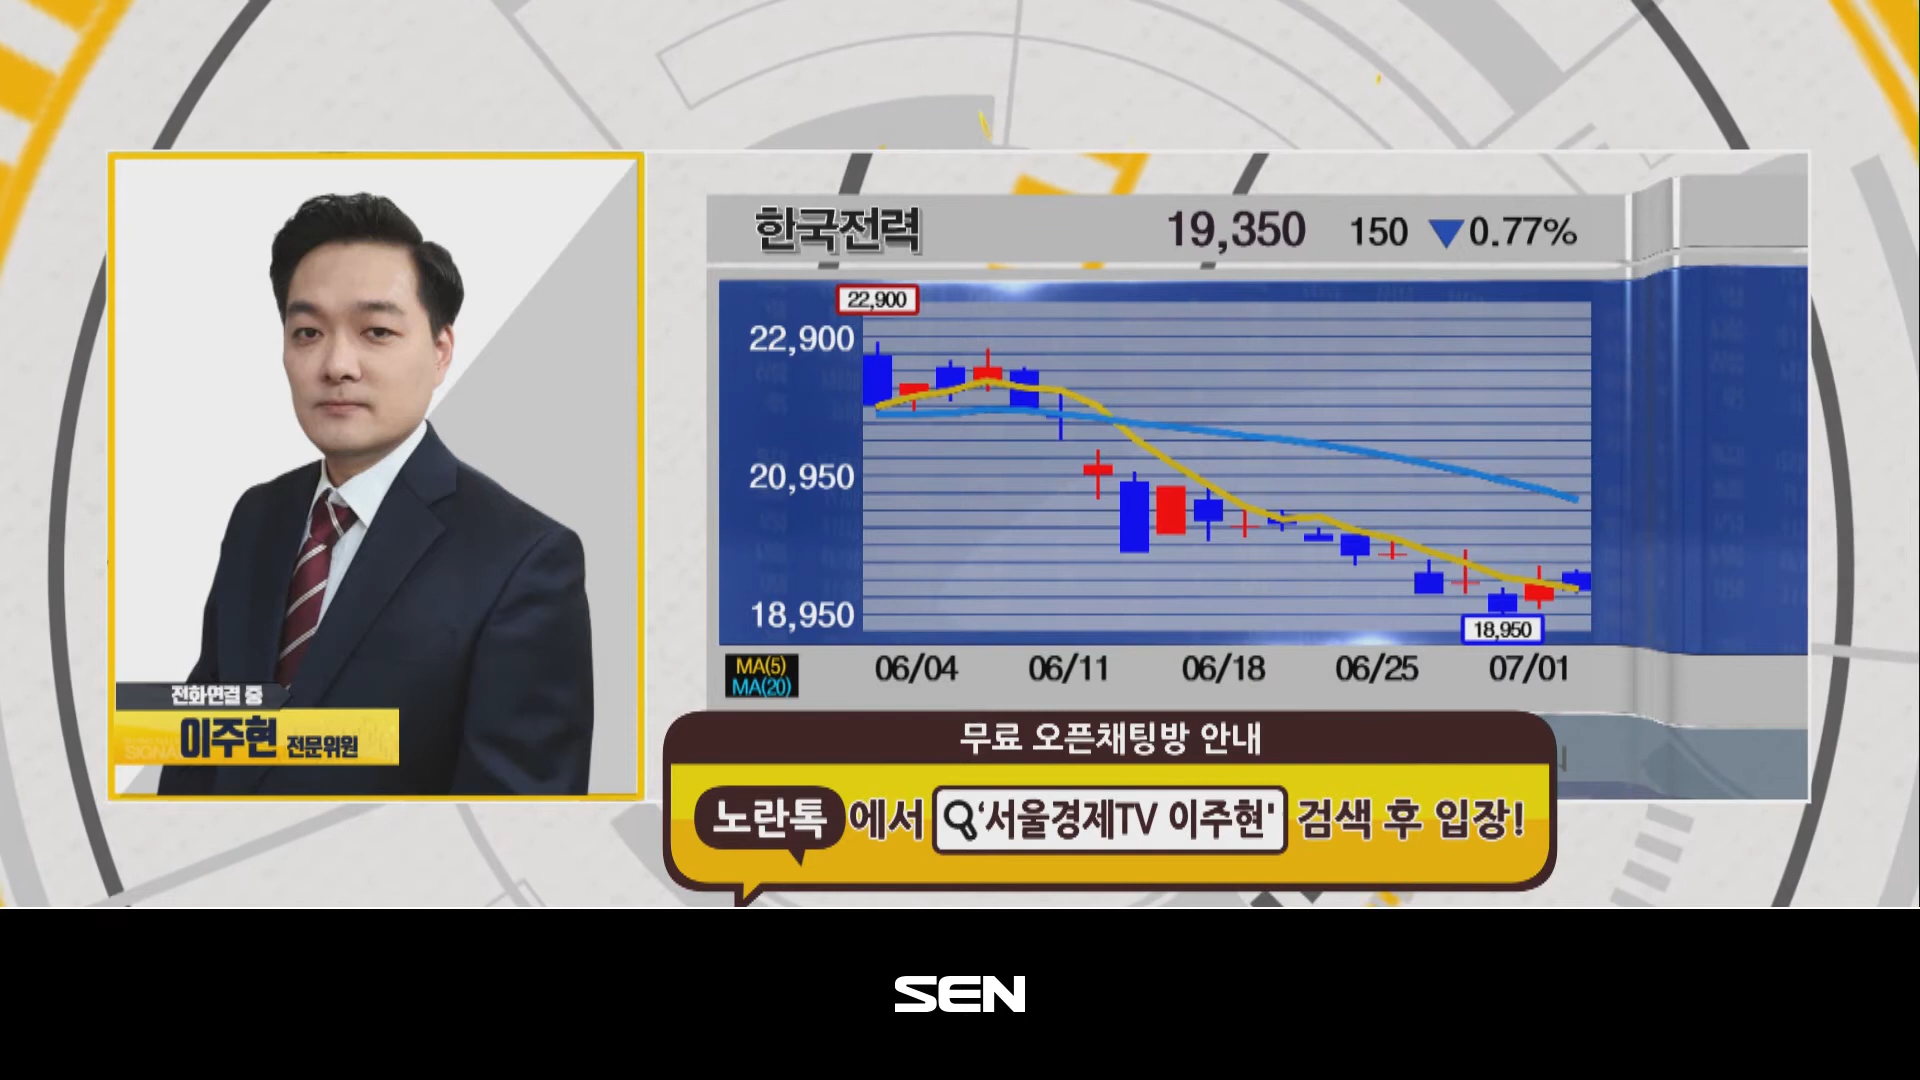 한국전력 19,350 150 ▼0.77%
22,900
22,900
20,950
18,950
18,950
MA(5)
MA(20)
06/04 06/11 06/18 06/25 07/01
전화연결 중
이주현 전문위원
무료 오픈채팅방 안내
노란톡에서 '서울경제TV 이주현' 검색 후 입장!
SEN